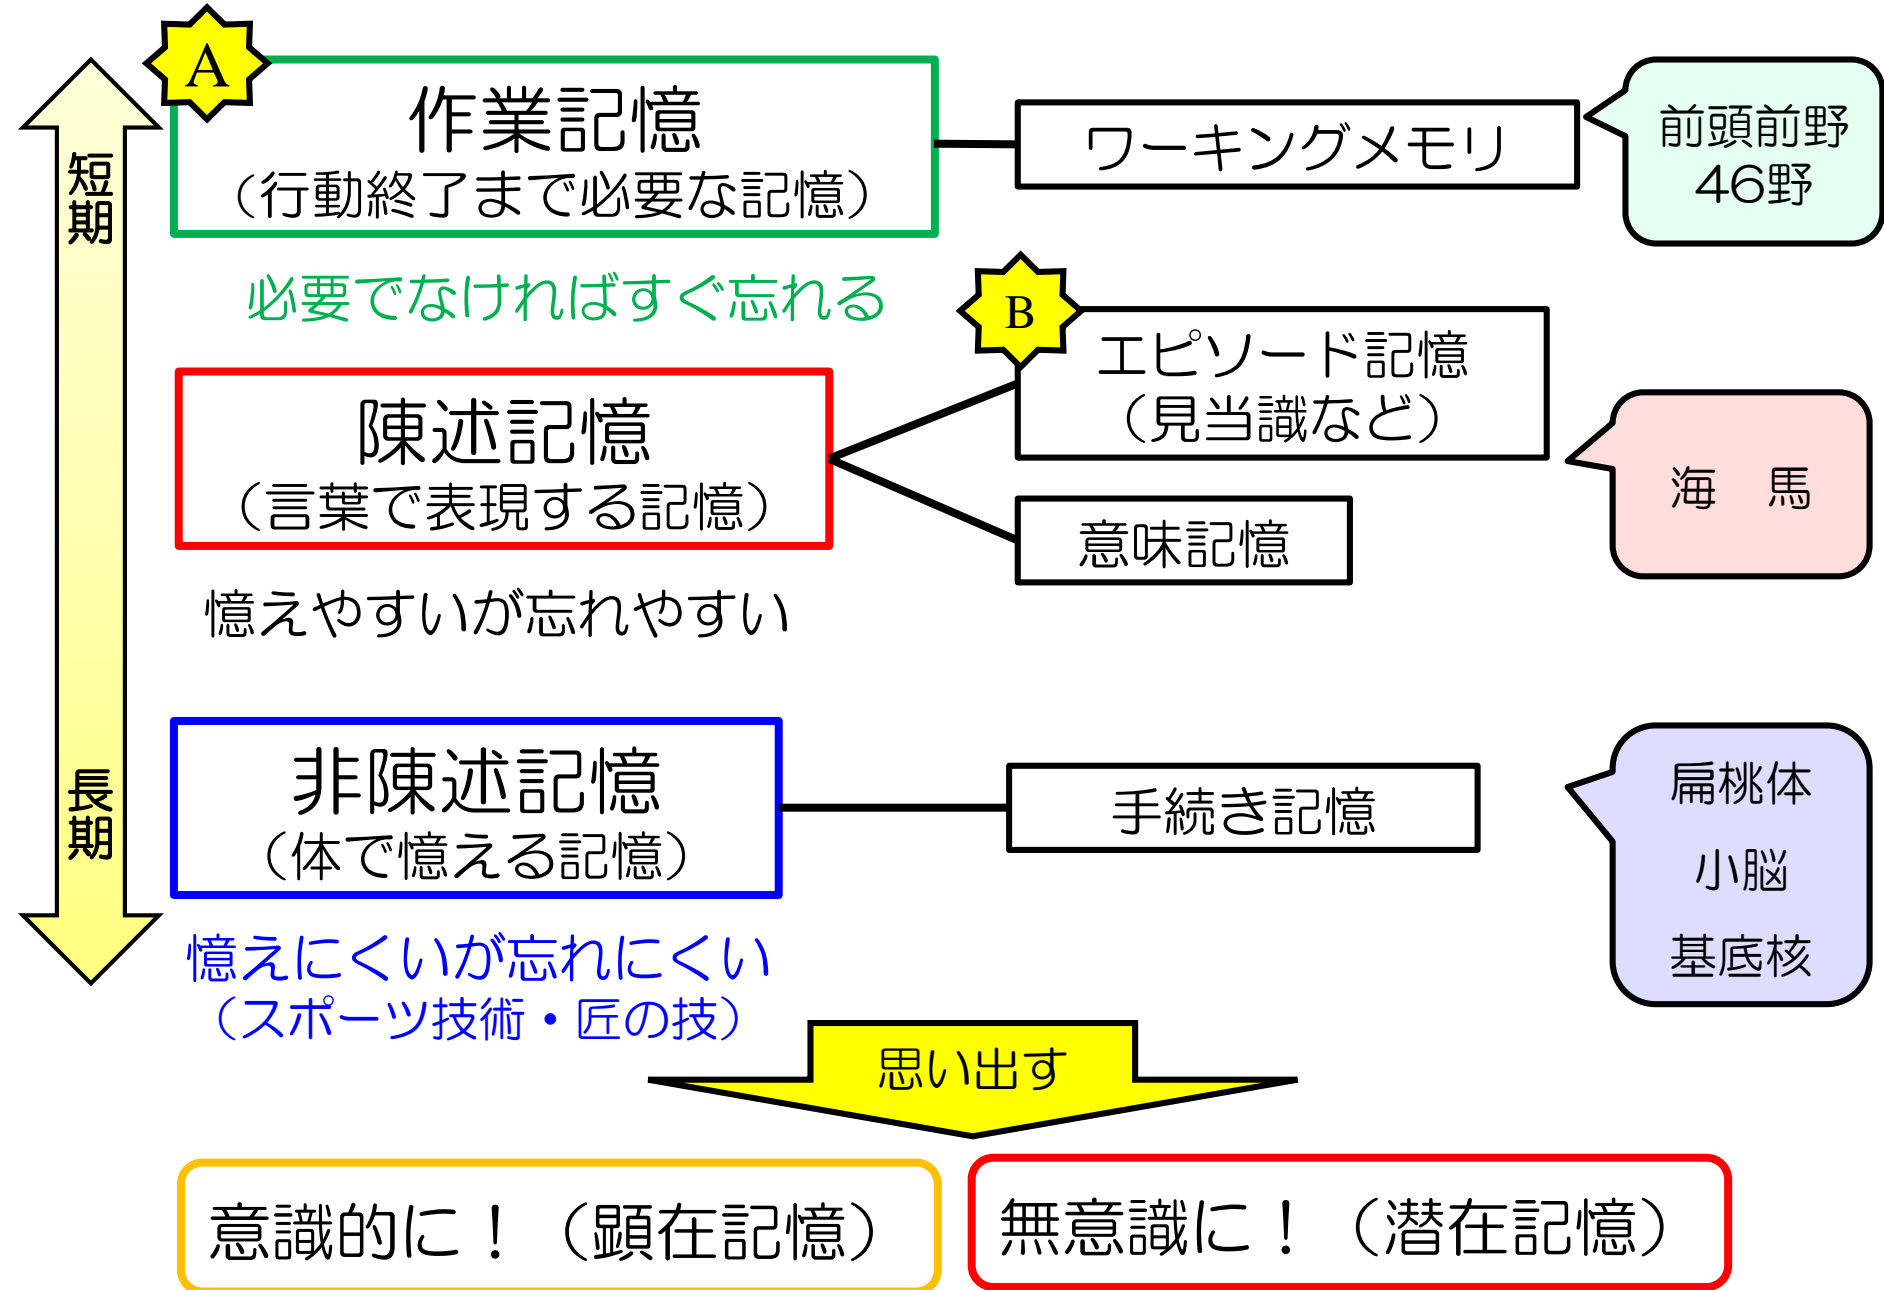 A
作業記憶
（行動終了まで必要な記憶）
ワーキングメモリ
前頭前野
46野
短期
必要でなければすぐ忘れる
B
エピソード記憶
（見当識など）
陳述記憶
（言葉で表現する記憶）
海　馬
意味記憶
憶えやすいが忘れやすい
長期
非陳述記憶
（体で憶える記憶）
手続き記憶
扁桃体
小脳
基底核
憶えにくいが忘れにくい
（スポーツ技術・匠の技）
思い出す
意識的に！（顕在記憶）
無意識に！（潜在記憶）